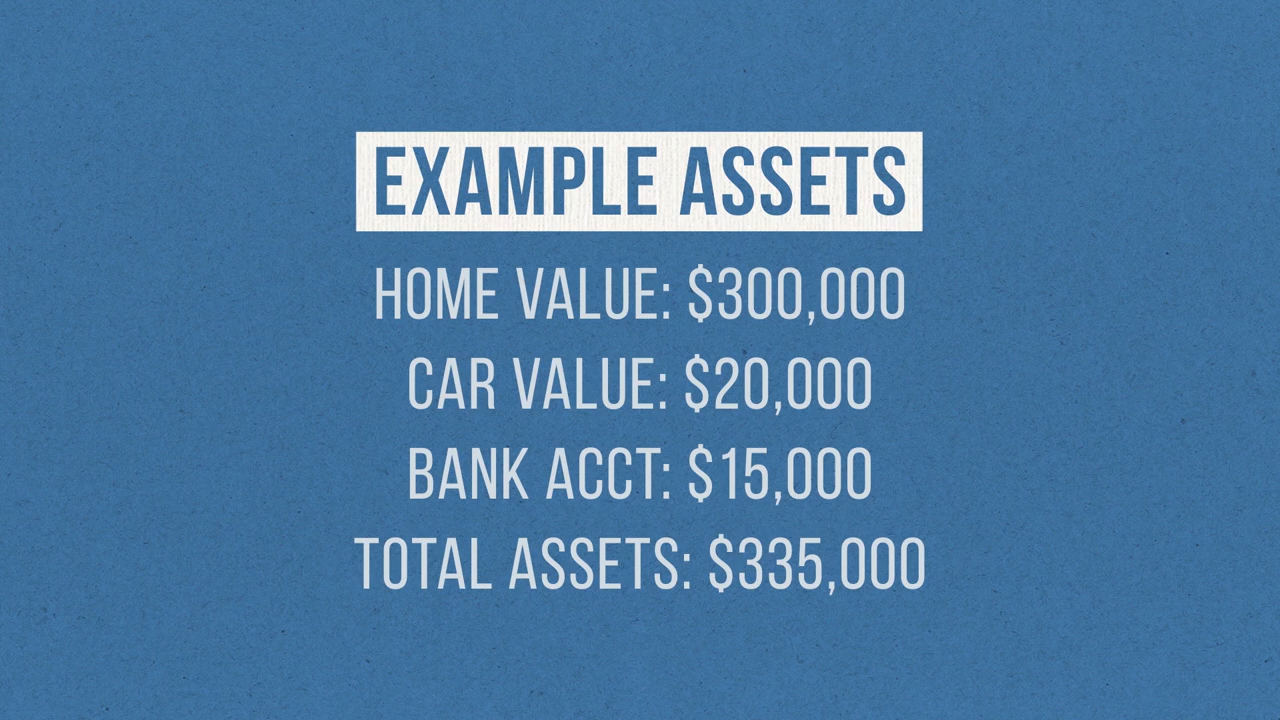 EXAMPLE ASSETS
HOME VALUE: $300,000
CAR VALUE: $20,000
BANK ACCT: $15,000
TOTAL ASSETS: $335,000